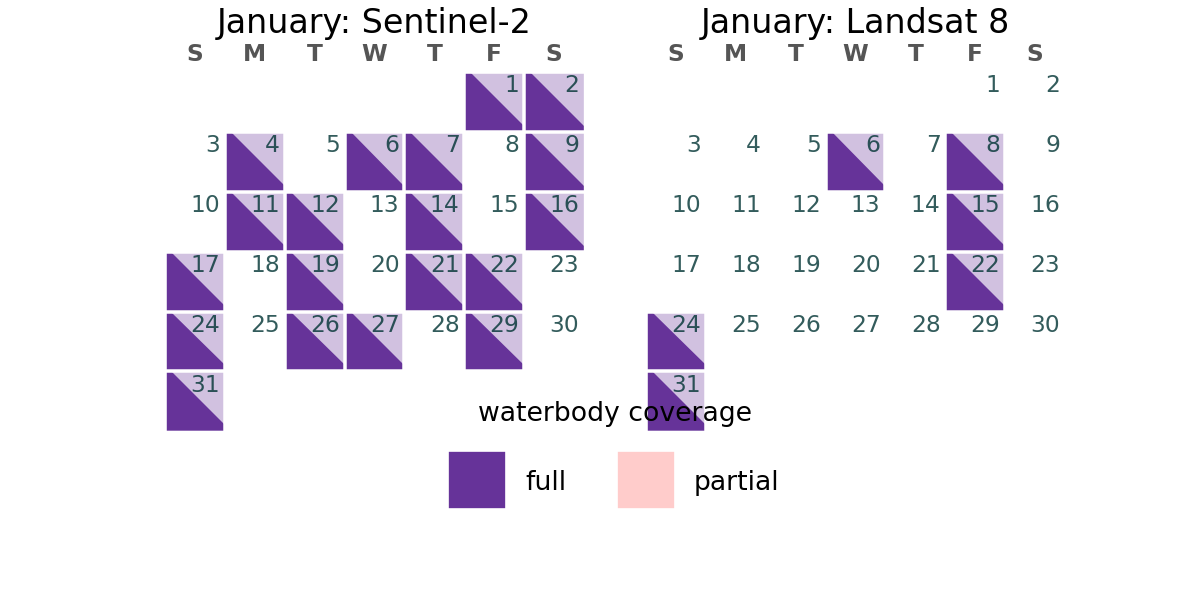 January: Sentinel-2
S M T W T F S
1 2
3 4 5 6 7 8 9
10 11 12 13 14 15 16
17 18 19 20 21 22 23
24 25 26 27 28 29 30
31
January: Landsat 8
S M T W T F S
1 2
3 4 5 6 7 8 9
10 11 12 13 14 15 16
17 18 19 20 21 22 23
24 25 26 27 28 29 30
31
waterbody coverage
full
partial